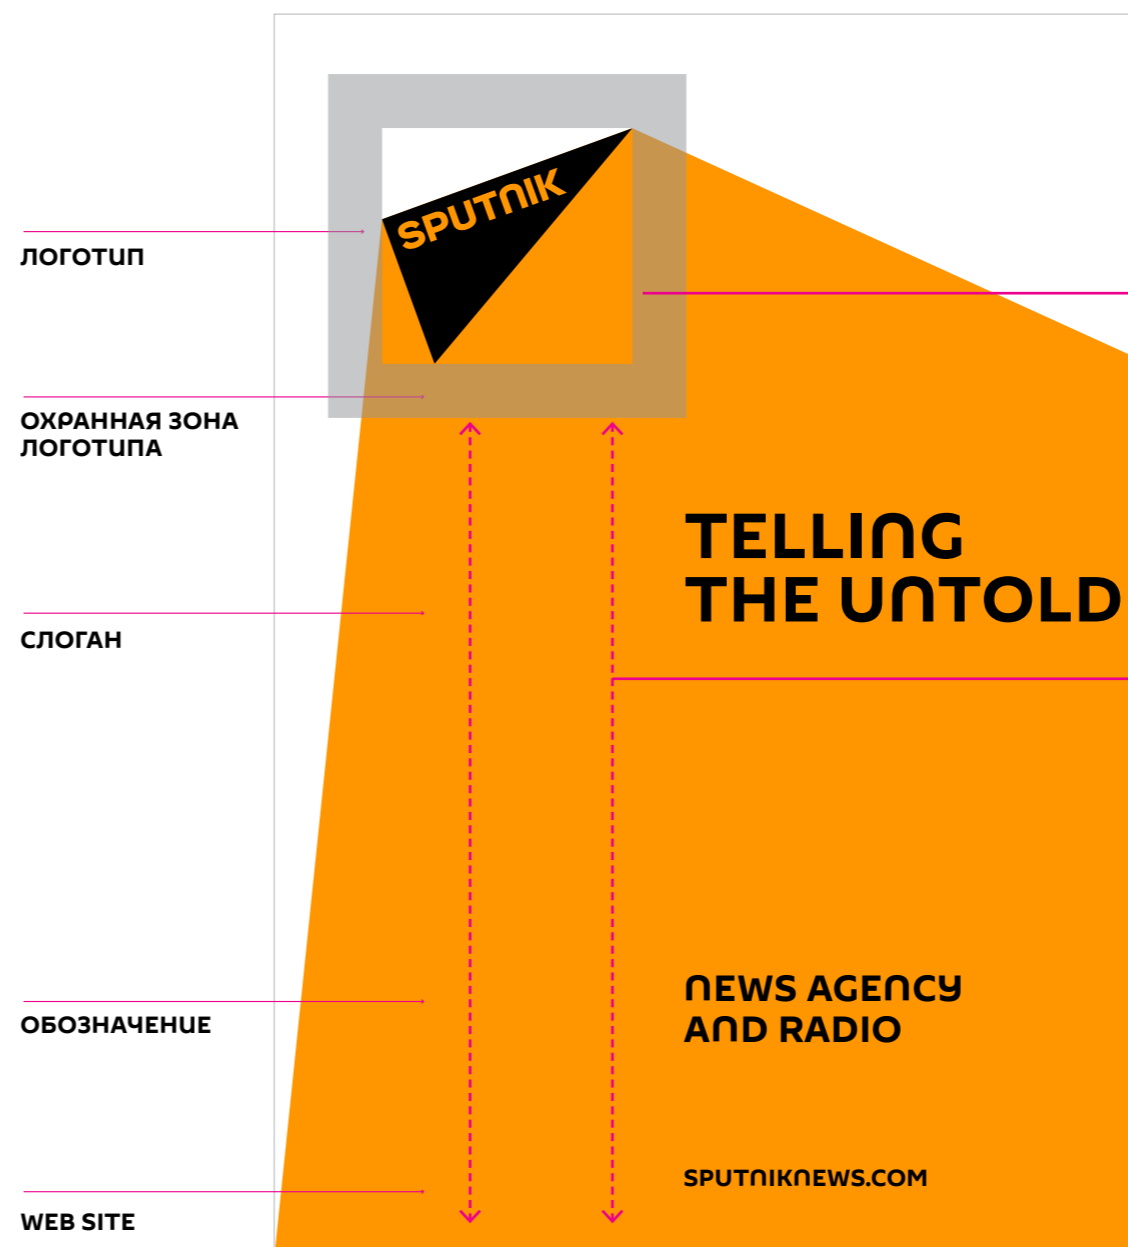 SPUTNIK
ЛОГОТИП
ОХРАННАЯ ЗОНА
ЛОГОТИПА
TELLING
THE UNTOLD
СЛОГАН
NEWS AGENCY
AND RADIO
ОБОЗНАЧЕНИЕ
SPUTNIKNEWS.COM
WEB SITE